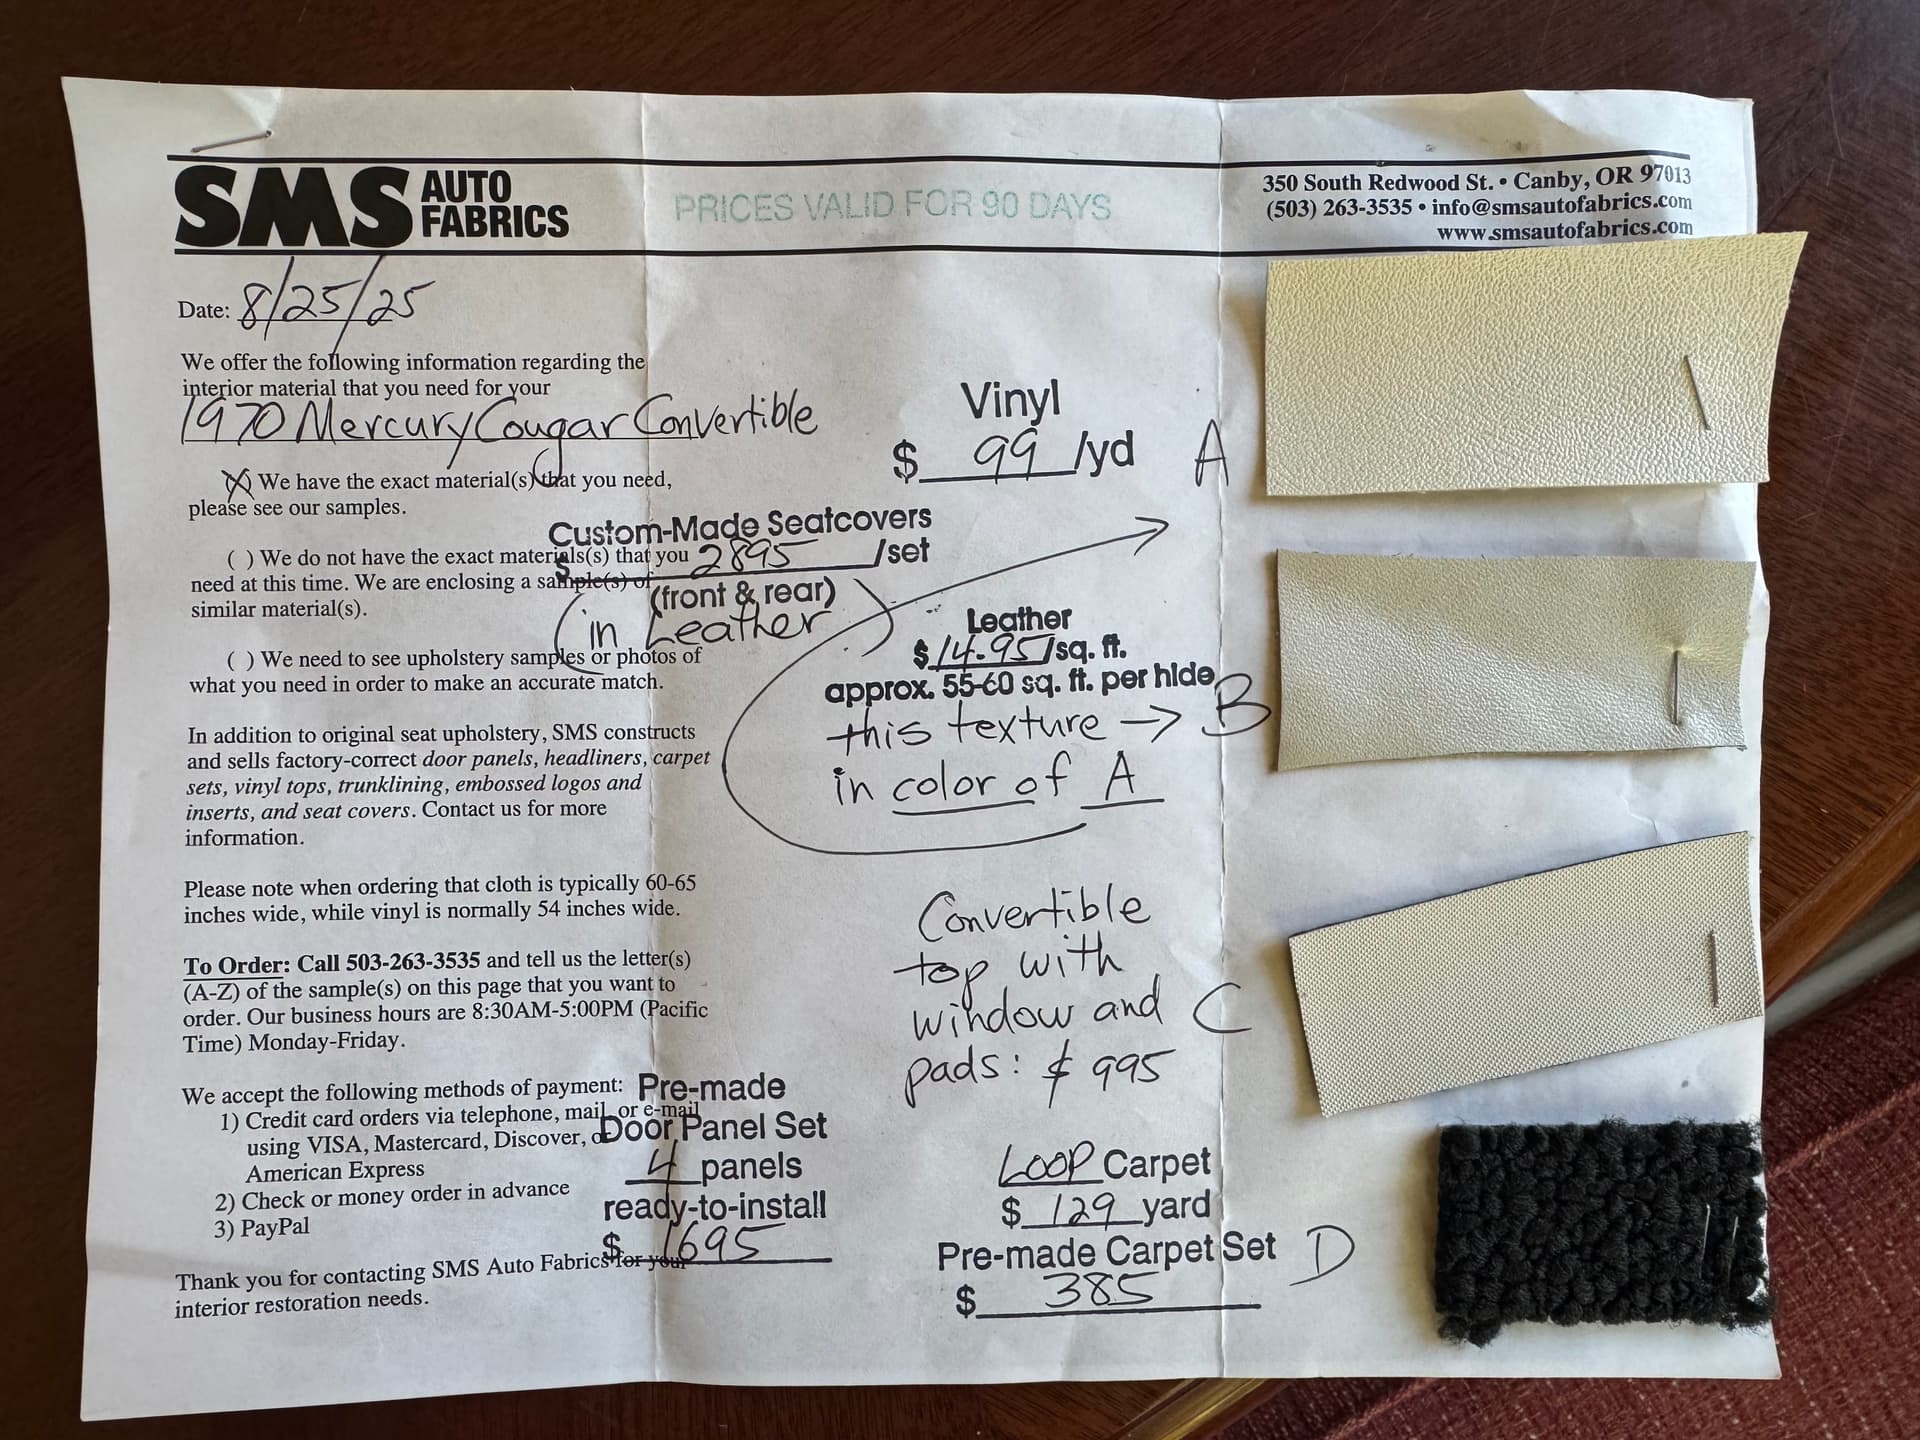 SMS AUTO FABRICS
PRICES VALID FOR 90 DAYS
350 South Redwood St. • Canby, OR 97013
(503) 263-3535 • info@smsautofabrics.com
www.smsautofabrics.com
Date: 8/25/25
We offer the following information regarding the
interior material that you need for your
1970 Mercury Cougar Convertible
(X) We have the exact material(s) that you need,
please see our samples.
( ) We do not have the exact materials(s) that you
need at this time. We are enclosing a sample(s) of
similar material(s).
( ) We need to see upholstery samples or photos of
what you need in order to make an accurate match.
In addition to original seat upholstery, SMS constructs
and sells factory-correct door panels, headliners, carpet
sets, vinyl tops, trunklining, embossed logos and
inserts, and seat covers. Contact us for more
information.
Please note when ordering that cloth is typically 60-65
inches wide, while vinyl is normally 54 inches wide.
To Order: Call 503-263-3535 and tell us the letter(s)
(A-Z) of the sample(s) on this page that you want to
order. Our business hours are 8:30AM-5:00PM (Pacific
Time) Monday-Friday.
We accept the following methods of payment:
1) Credit card orders via telephone, mail, or e-mail
using VISA, Mastercard, Discover, or
American Express
2) Check or money order in advance
3) PayPal
Thank you for contacting SMS Auto Fabrics for your
interior restoration needs.
Vinyl
$ 99 /yd A
Custom-Made Seatcovers
$ 2895 /set
(front & rear)
(in Leather)
Leather
$ 14.95 /sq. ft.
approx. 55-60 sq. ft. per hide
this texture → B
in color of A
Convertible
top with
window and C
pads: $ 995
Pre-made
Door Panel Set
4 panels
ready-to-install
$ 1695
LOOP Carpet
$ 129 yard
Pre-made Carpet Set D
$ 385